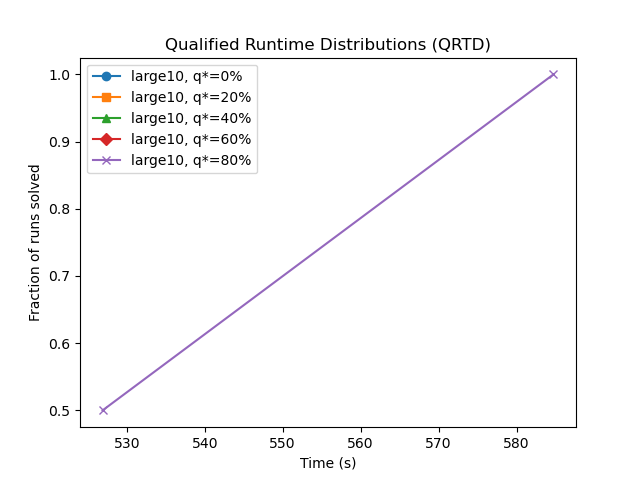 Qualified Runtime Distributions (QRTD)
large10, q*=0%
large10, q*=20%
large10, q*=40%
large10, q*=60%
large10, q*=80%
Fraction of runs solved
1.0
0.9
0.8
0.7
0.6
0.5
530 540 550 560 570 580
Time (s)